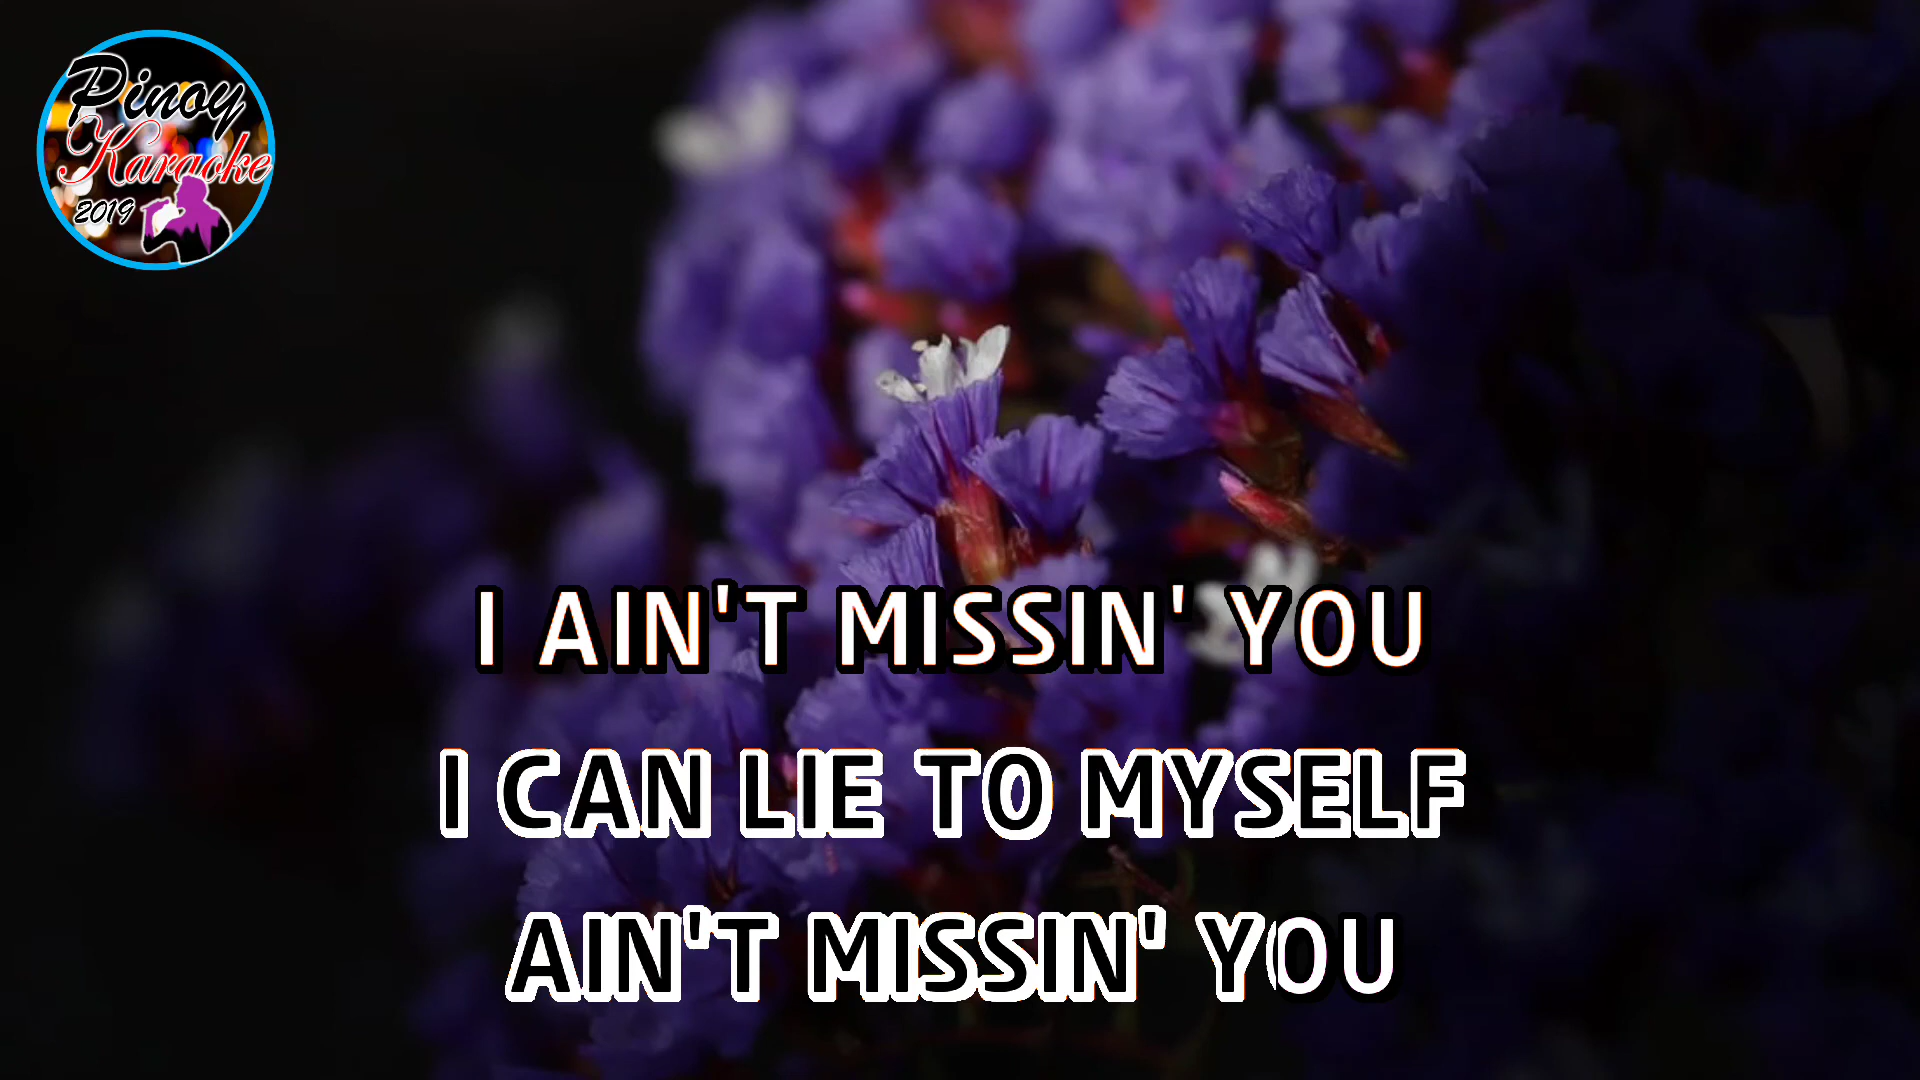 Pinoy
Karaoke
2019
I AIN'T MISSIN' YOU
I CAN LIE TO MYSELF
AIN'T MISSIN' YOU